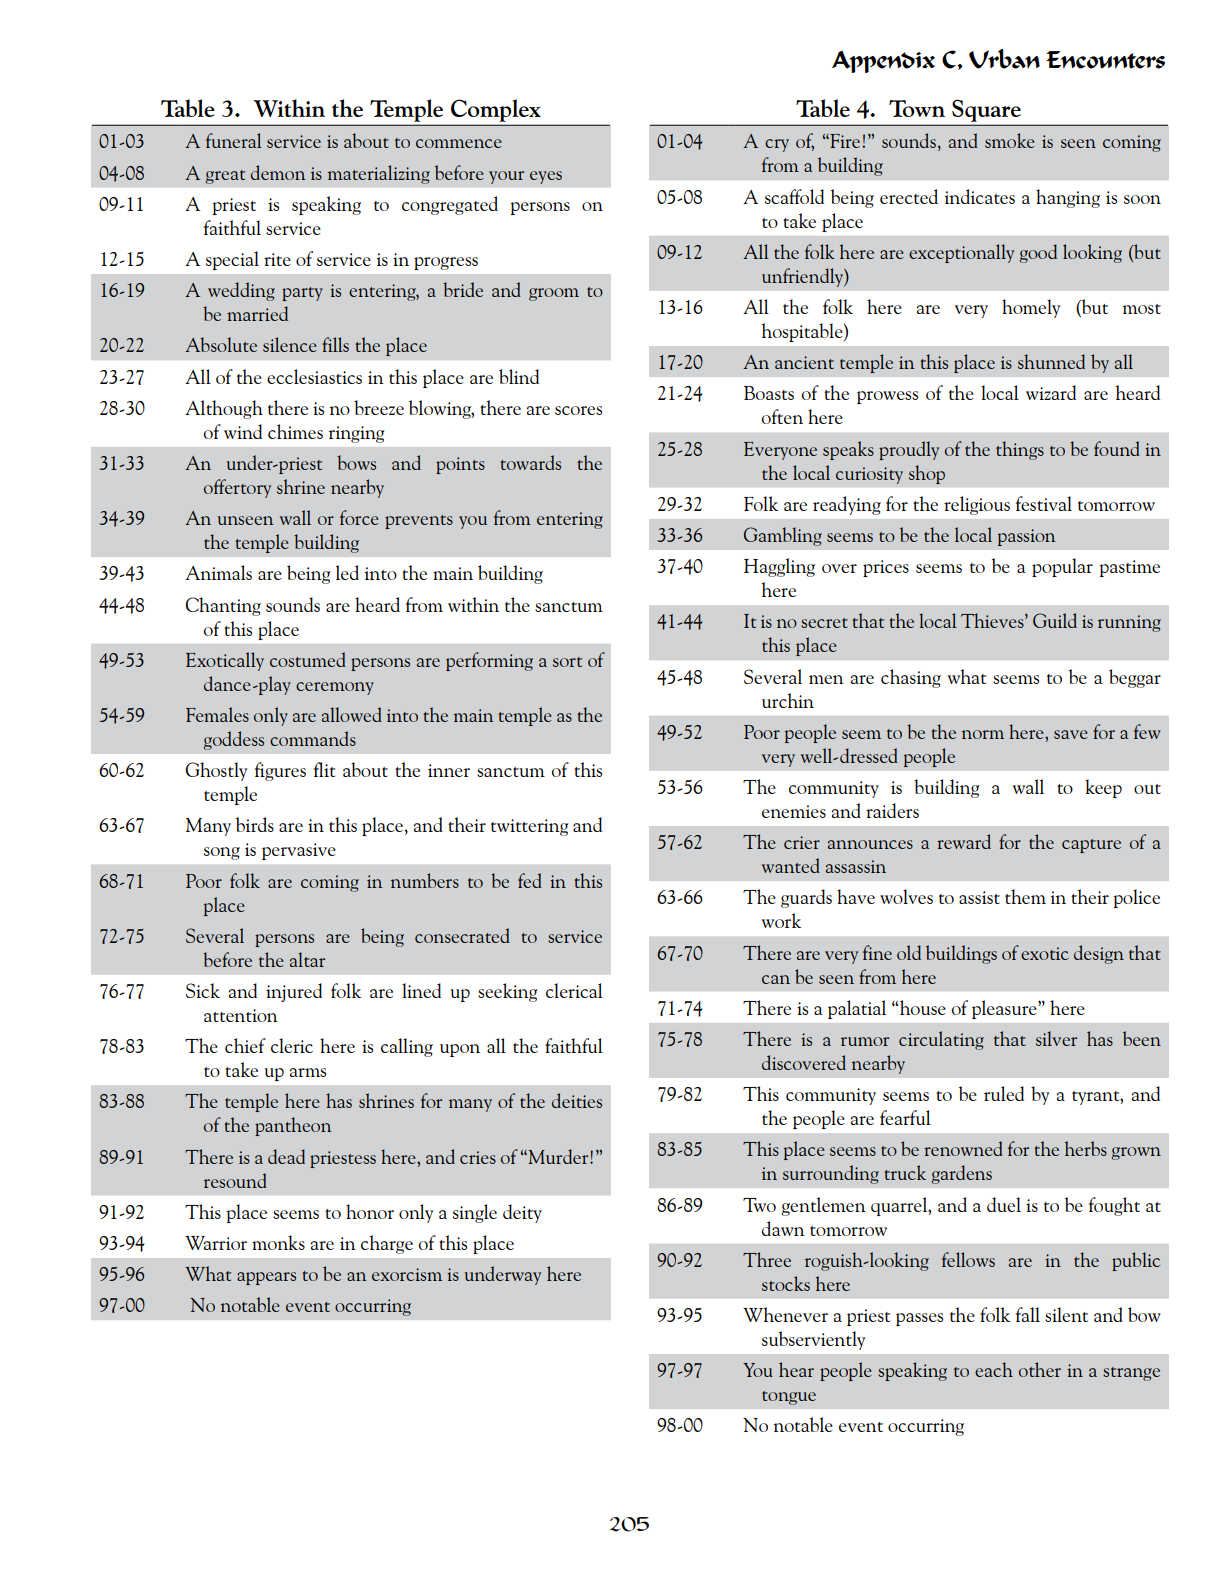 Appendix C, Urban Encounters
Table 3.  Within the Temple Complex
01-03 A funeral service is about to commence
04-08 A great demon is materializing before your eyes
09-11 A priest is speaking to congregated persons on
faithful service
12-15 A special rite of service is in progress
16-19 A wedding party is entering, a bride and groom to
be married
20-22 Absolute silence fills the place
23-27 All of the ecclesiastics in this place are blind
28-30 Although there is no breeze blowing, there are scores
of wind chimes ringing
31-33 An under-priest bows and points towards the
offertory shrine nearby
34-39 An unseen wall or force prevents you from entering
the temple building
39-43 Animals are being led into the main building
44-48 Chanting sounds are heard from within the sanctum
of this place
49-53 Exotically costumed persons are performing a sort of
dance-play ceremony
54-59 Females only are allowed into the main temple as the
goddess commands
60-62 Ghostly figures flit about the inner sanctum of this
temple
63-67 Many birds are in this place, and their twittering and
song is pervasive
68-71 Poor folk are coming in numbers to be fed in this
place
72-75 Several persons are being consecrated to service
before the altar
76-77 Sick and injured folk are lined up seeking clerical
attention
78-83 The chief cleric here is calling upon all the faithful
to take up arms
83-88 The temple here has shrines for many of the deities
of the pantheon
89-91 There is a dead priestess here, and cries of “Murder!”
resound
91-92 This place seems to honor only a single deity
93-94 Warrior monks are in charge of this place
95-96 What appears to be an exorcism is underway here
97-00 No notable event occurring
Table 4.  Town Square
01-04 A cry of, “Fire!” sounds, and smoke is seen coming
from a building
05-08 A scaffold being erected indicates a hanging is soon
to take place
09-12 All the folk here are exceptionally good looking (but
unfriendly)
13-16 All the folk here are very homely (but most
hospitable)
17-20 An ancient temple in this place is shunned by all
21-24 Boasts of the prowess of the local wizard are heard
often here
25-28 Everyone speaks proudly of the things to be found in
the local curiosity shop
29-32 Folk are readying for the religious festival tomorrow
33-36 Gambling seems to be the local passion
37-40 Haggling over prices seems to be a popular pastime
here
41-44 It is no secret that the local Thieves’ Guild is running
this place
45-48 Several men are chasing what seems to be a beggar
urchin
49-52 Poor people seem to be the norm here, save for a few
very well-dressed people
53-56 The community is building a wall to keep out
enemies and raiders
57-62 The crier announces a reward for the capture of a
wanted assassin
63-66 The guards have wolves to assist them in their police
work
67-70 There are very fine old buildings of exotic design that
can be seen from here
71-74 There is a palatial “house of pleasure” here
75-78 There is a rumor circulating that silver has been
discovered nearby
79-82 This community seems to be ruled by a tyrant, and
the people are fearful
83-85 This place seems to be renowned for the herbs grown
in surrounding truck gardens
86-89 Two gentlemen quarrel, and a duel is to be fought at
dawn tomorrow
90-92 Three roguish-looking fellows are in the public
stocks here
93-95 Whenever a priest passes the folk fall silent and bow
subserviently
97-97 You hear people speaking to each other in a strange
tongue
98-00 No notable event occurring
205